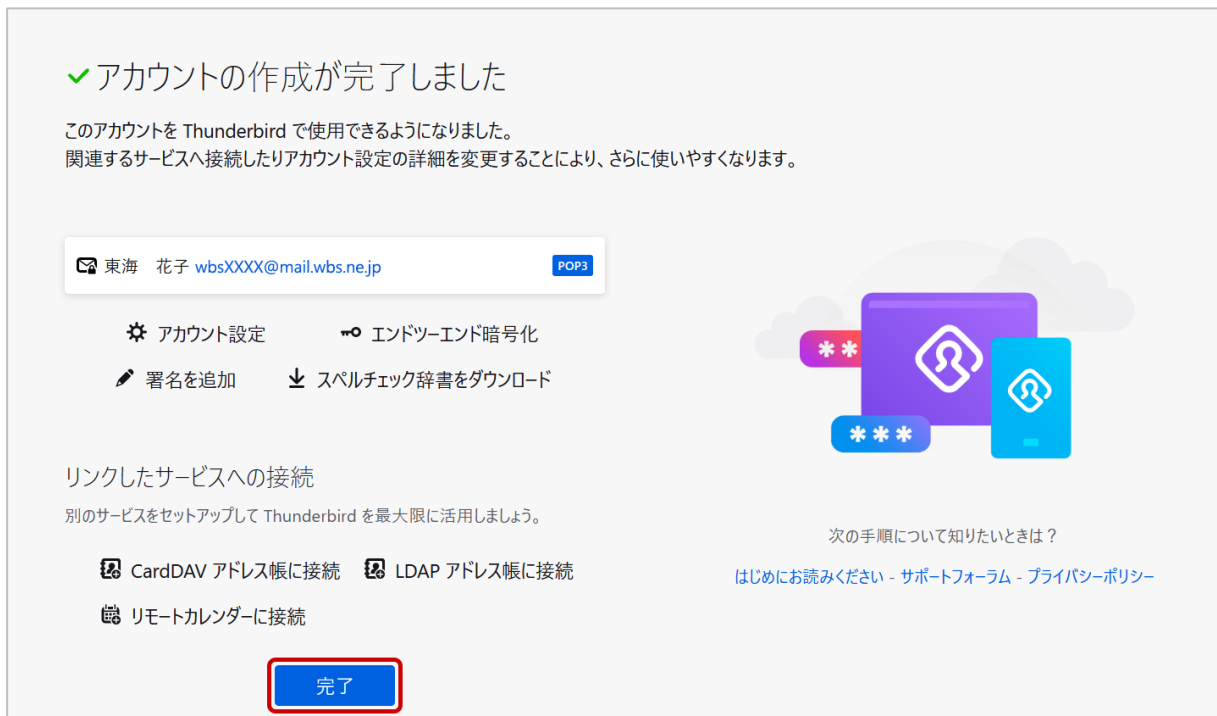 アカウントの作成が完了しました
このアカウントを Thunderbird で使用できるようになりました。
関連するサービスへ接続したりアカウント設定の詳細を変更することにより、さらに使いやすくなります。
東海　花子 wbsXXXX@mail.wbs.ne.jp POP3
アカウント設定 エンドツーエンド暗号化
署名を追加 スペルチェック辞書をダウンロード
リンクしたサービスへの接続
別のサービスをセットアップして Thunderbird を最大限に活用しましょう。
CardDAV アドレス帳に接続 LDAP アドレス帳に接続
リモートカレンダーに接続
完了
** 
***
次の手順について知りたいときは？
はじめにお読みください - サポートフォーラム - プライバシーポリシー